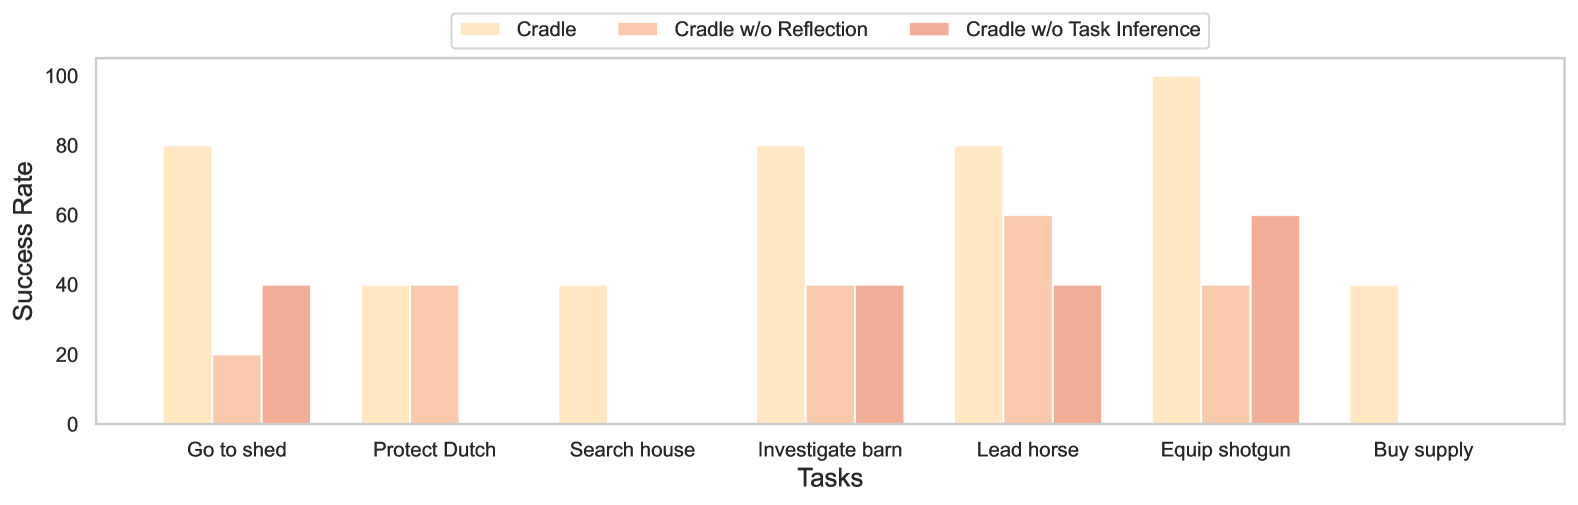 Cradle Cradle w/o Reflection Cradle w/o Task Inference
Success Rate
100
80
60
40
20
0
Go to shed Protect Dutch Search house Investigate barn Lead horse Equip shotgun Buy supply
Tasks